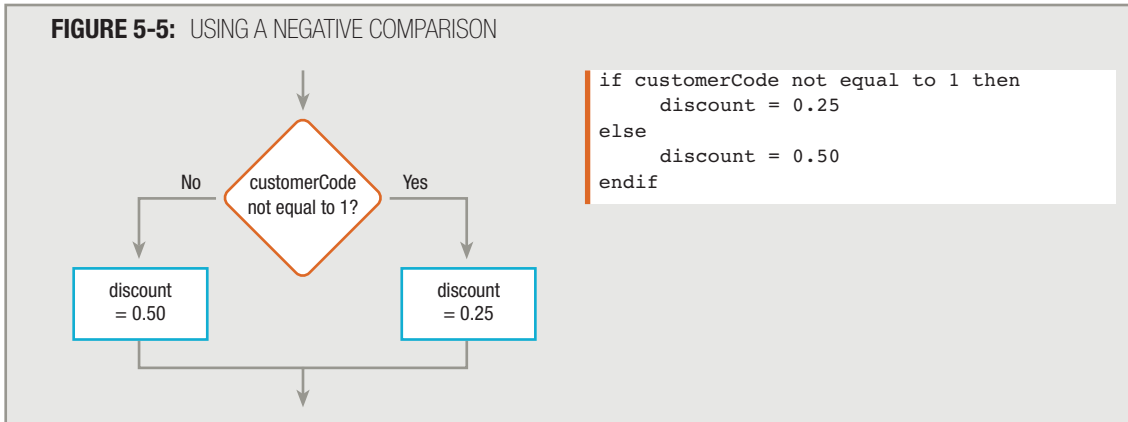 FIGURE 5-5: USING A NEGATIVE COMPARISON
No
customerCode
not equal to 1?
Yes
discount
= 0.50
discount
= 0.25
if customerCode not equal to 1 then
     discount = 0.25
else
     discount = 0.50
endif